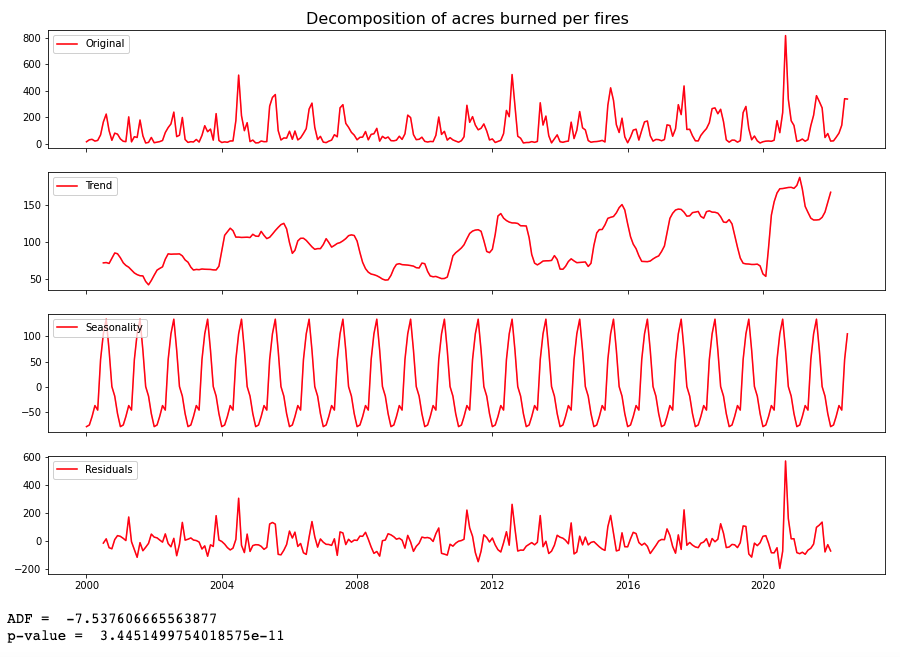 Decomposition of acres burned per fires
800
600
400
200
0
Original
150
100
50
Trend
100
50
0
−50
Seasonality
600
400
200
0
−200
Residuals
2000 2004 2008 2012 2016 2020
ADF = -7.537606665563877
p-value = 3.4451499754018575e-11